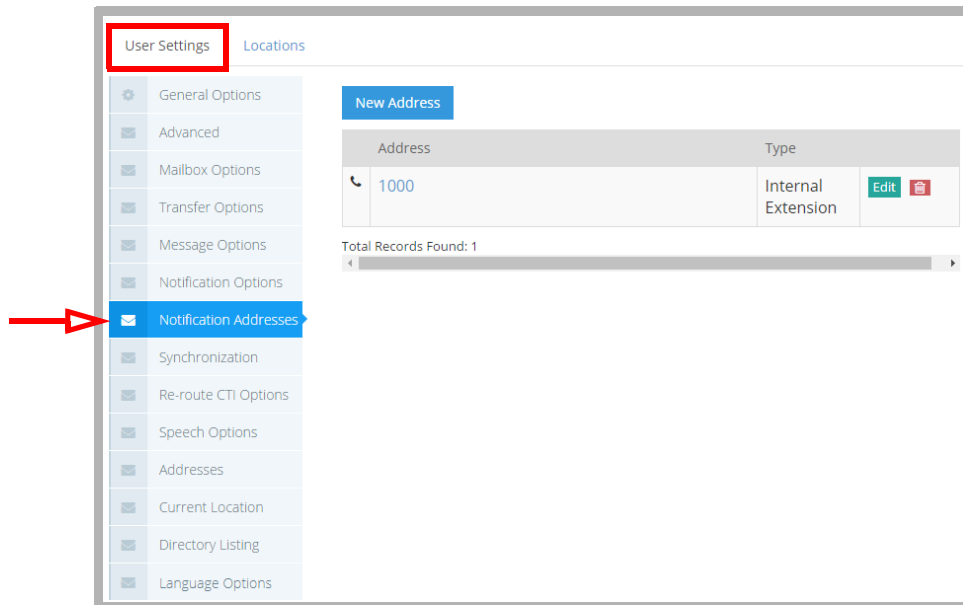 User Settings
Locations
General Options
Advanced
Mailbox Options
Transfer Options
Message Options
Notification Options
Notification Addresses
Synchronization
Re-route CTI Options
Speech Options
Addresses
Current Location
Directory Listing
Language Options
New Address
Address Type
1000 Internal Extension Edit
Total Records Found: 1